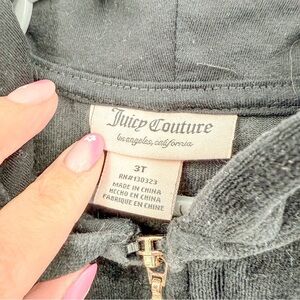 Juicy Couture
los angeles, california
3T
RN#130323
MADE IN CHINA
HECHO EN CHINA
FABRIQUE EN CHINE